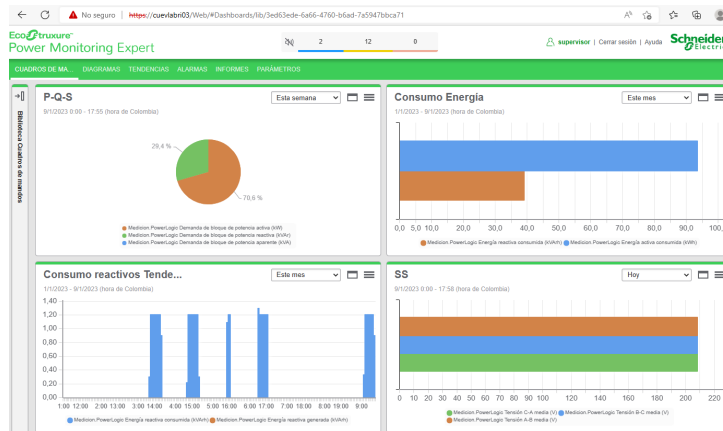 No seguro | https://cuevlabri03/Web/#Dashboards/lib/3ed63ede-6a66-4760-b6ad-7a5947bbca71
EcoStruxure
Power Monitoring Expert
2 12 0
supervisor | Cerrar sesión | Ayuda
Schneider
Electric
CUADROS DE MA... DIAGRAMAS TENDENCIAS ALARMAS INFORMES PARÁMETROS
Biblioteca Cuadros de mandos
P-Q-S
Esta semana
9/1/2023 0:00 - 17:55 (hora de Colombia)
29,4 %
70,6 %
Medicion.PowerLogic Demanda de bloque de potencia activa (kW)
Medicion.PowerLogic Demanda de bloque de potencia reactiva (kVAr)
Medicion.PowerLogic Demanda de bloque de potencia aparente (kVA)
Consumo Energia
Este mes
1/1/2023 - 9/1/2023 (hora de Colombia)
0,0 5,0 10,0 20,0 30,0 40,0 50,0 60,0 70,0 80,0 90,0 100,
Medicion.PowerLogic Energía reactiva consumida (kVArh) Medicion.PowerLogic Energía activa consumida (kWh)
Consumo reactivos Tende...
Este mes
1/1/2023 - 9/1/2023 (hora de Colombia)
1,40
1,20
1,00
0,80
0,60
0,40
0,20
0,00
1:00 12:00 2:00 13:00 3:00 14:00 4:00 15:00 5:00 16:00 6:00 17:00 7:00 18:00 8:00 19:00 9:00
Medicion.PowerLogic Energía reactiva consumida (kVArh) Medicion.PowerLogic Energía reactiva generada (kVArh)
SS
Hoy
9/1/2023 0:00 - 17:58 (hora de Colombia)
0 10 20 30 40 50 60 70 80 90 100 120 140 160 180 200 220
Medicion.PowerLogic Tensión C-A media (V) Medicion.PowerLogic Tensión B-C media (V)
Medicion.PowerLogic Tensión A-B media (V)